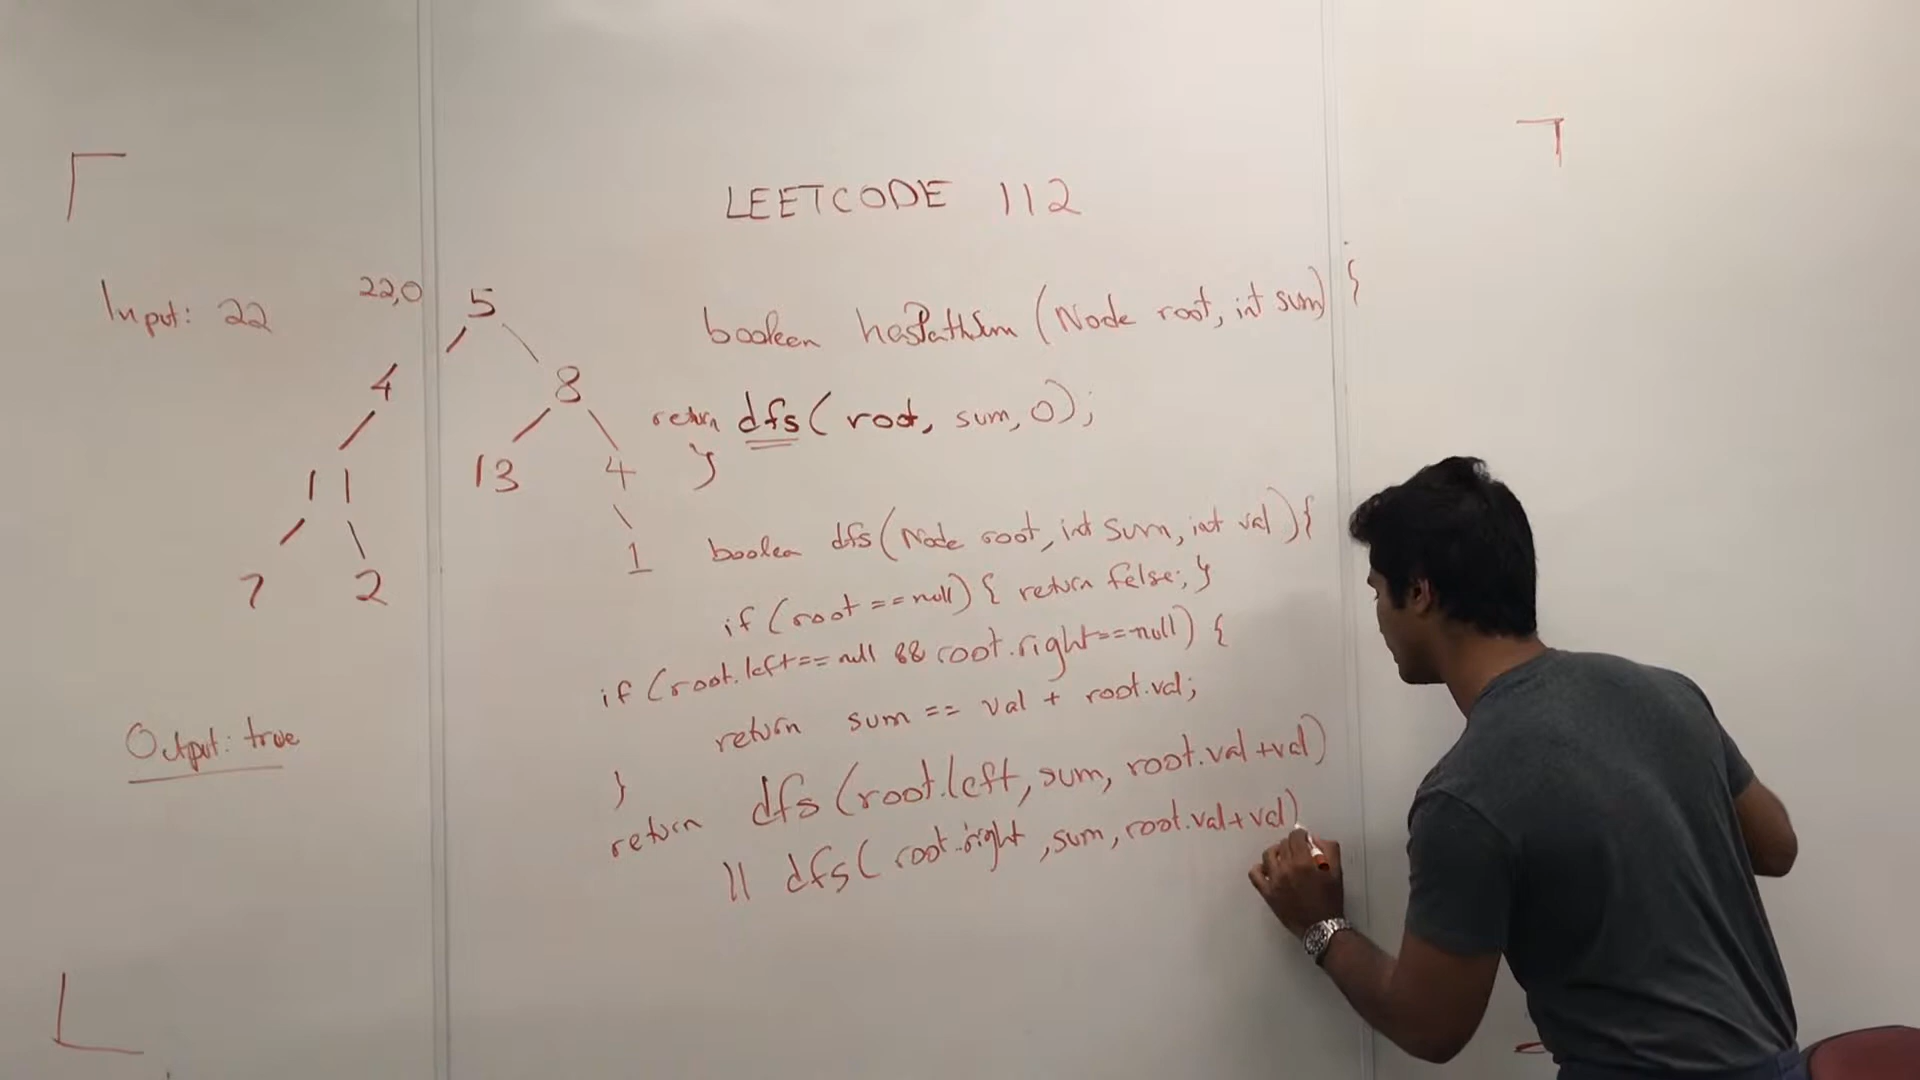 LEETCODE 112
Input: 22
22,0
5
4 8
11 13 4
7 2 1
Output: true
boolean hasPathSum (Node root, int sum) {
return dfs( root, sum, 0);
}
boolean dfs (Node root, int sum, int val) {
if (root == null) { return false; }
if (root.left == null && root.right == null) {
return sum == val + root.val;
}
return dfs (root.left, sum, root.val + val)
|| dfs( root.right, sum, root.val + val)